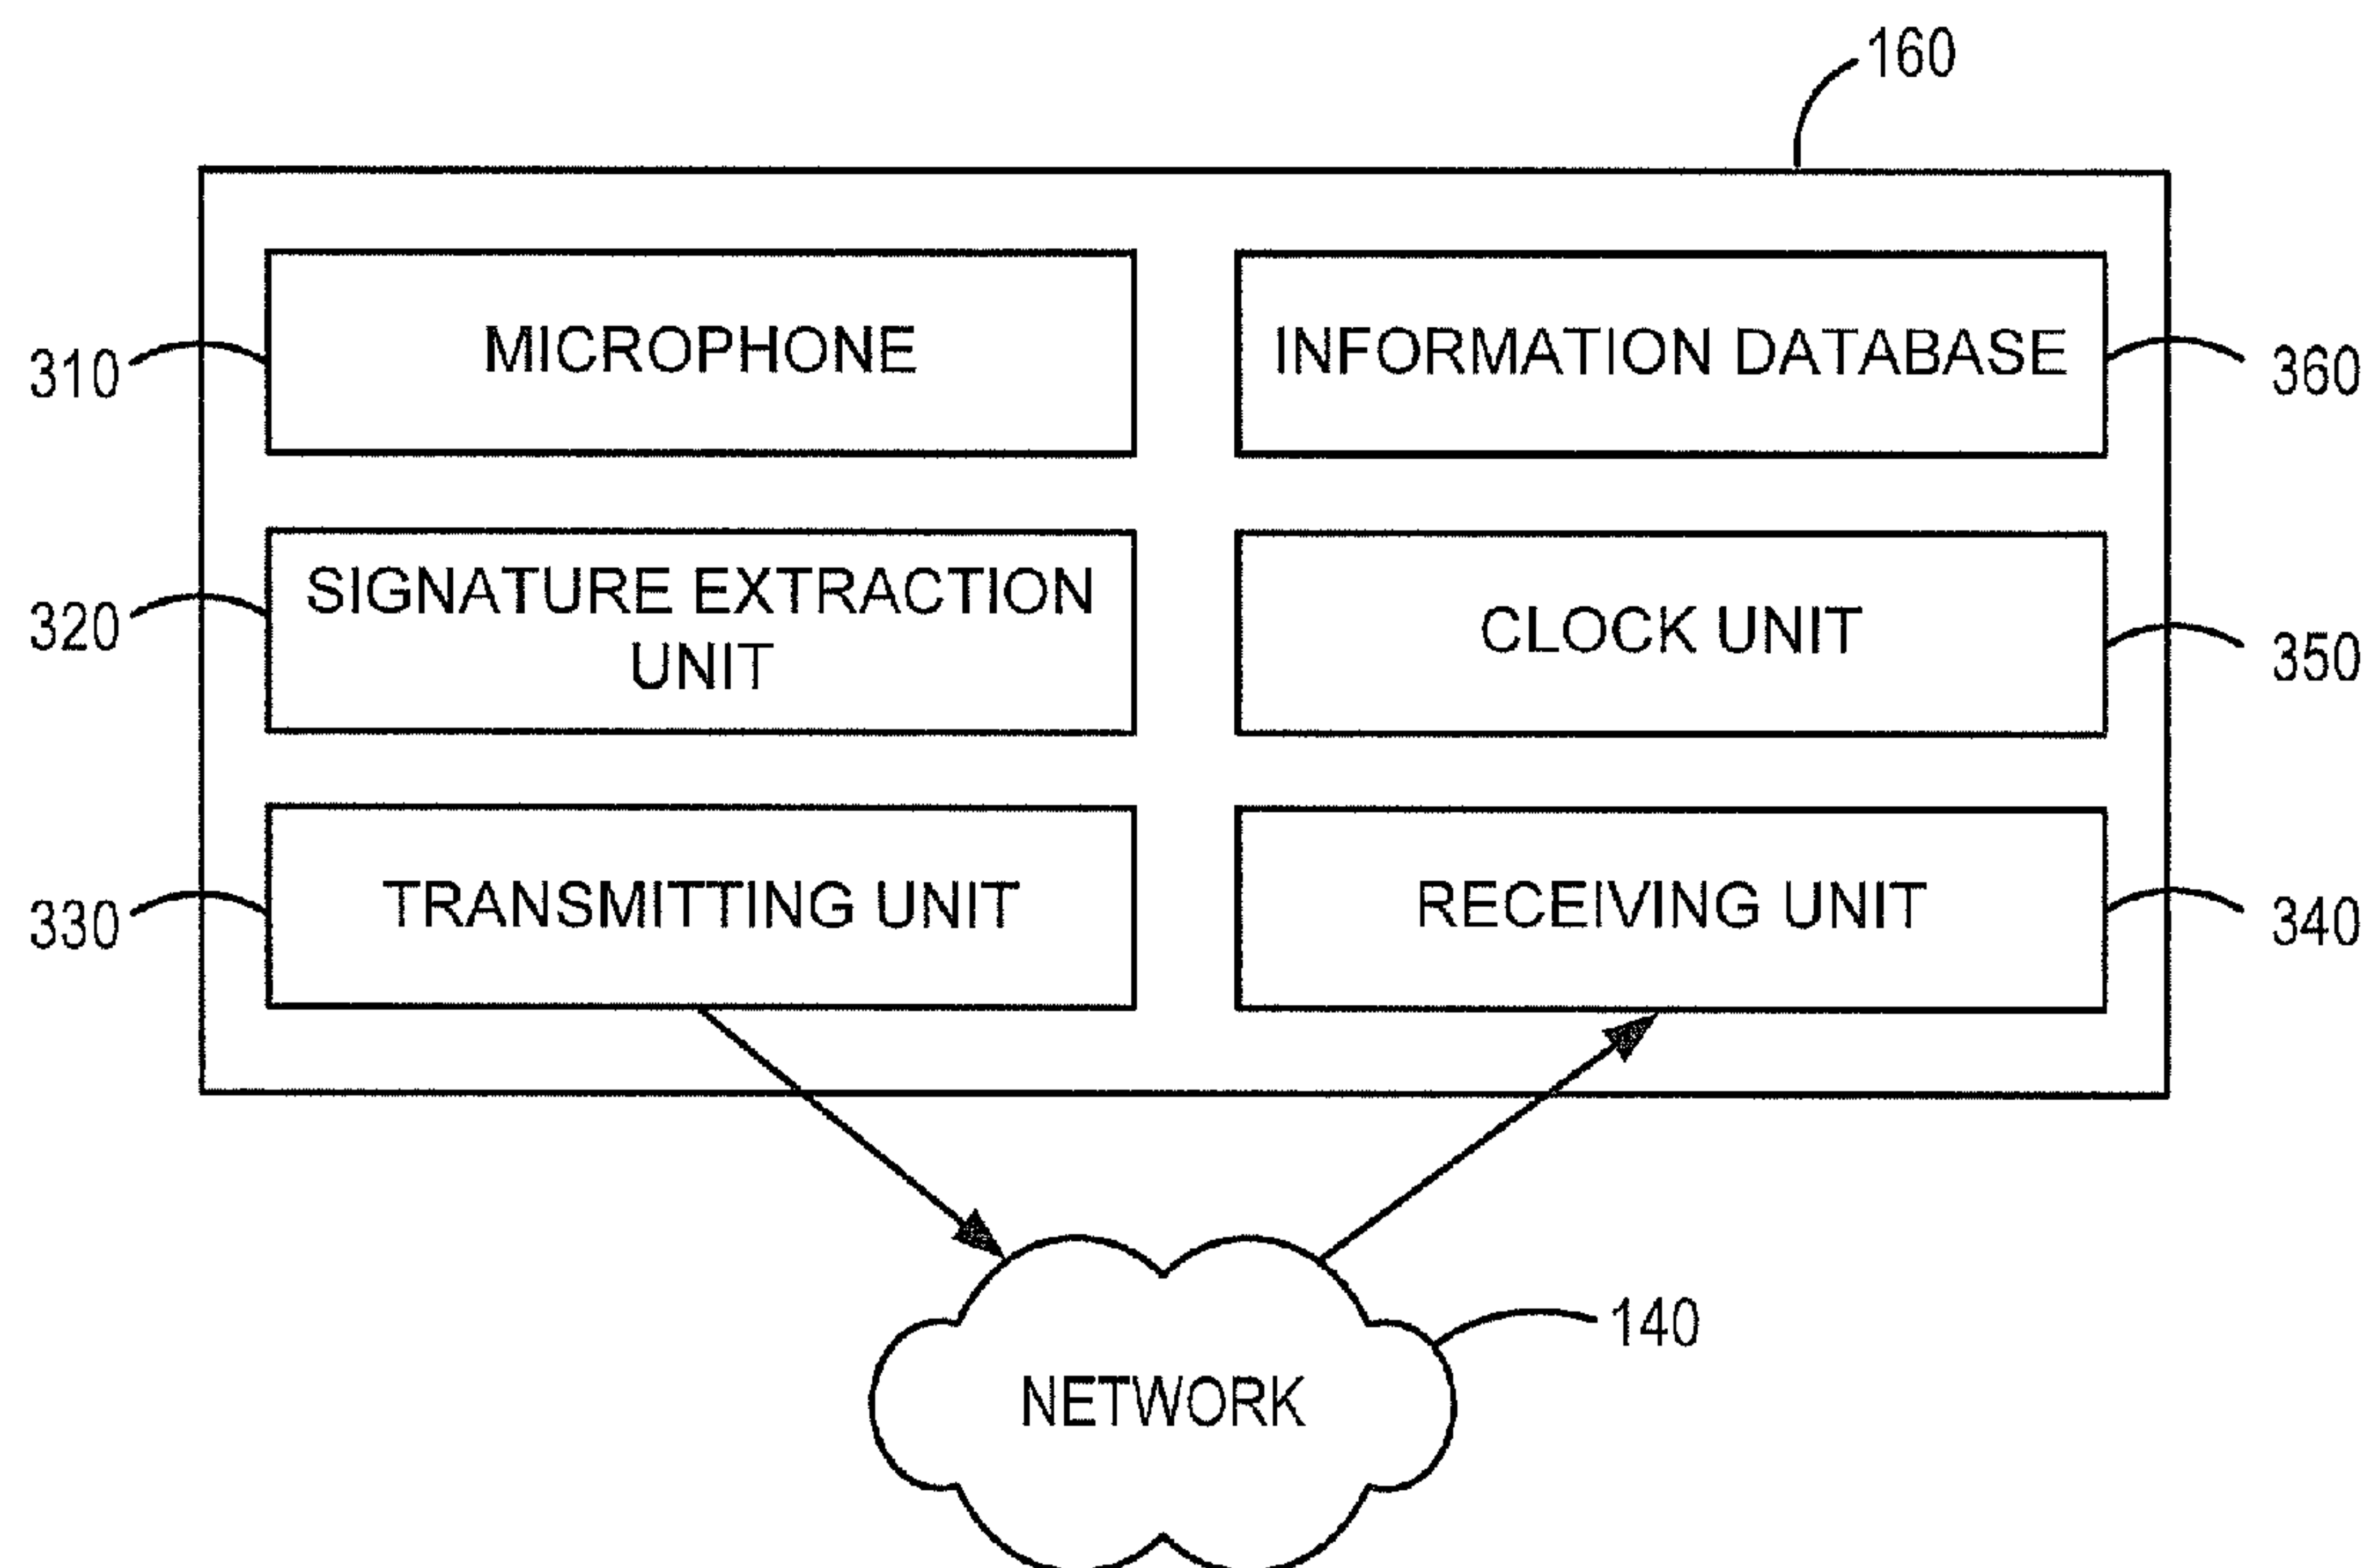 160
MICROPHONE
INFORMATION DATABASE
310
360
SIGNATURE EXTRACTION
UNIT
CLOCK UNIT
320
350
TRANSMITTING UNIT
RECEIVING UNIT
330
340
140
NETWORK